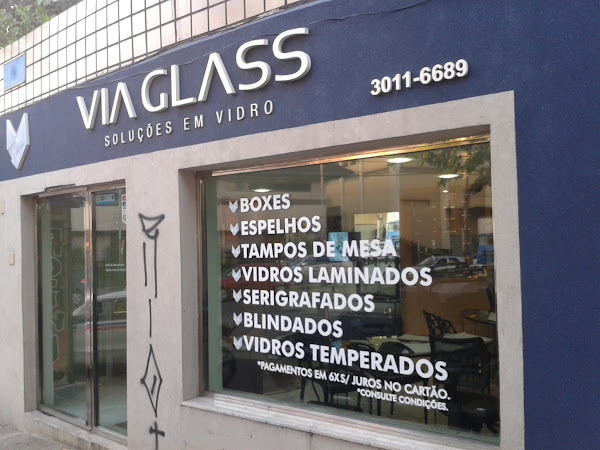 VIA GLASS
SOLUÇÕES EM VIDRO
3011-6689
BOXES
ESPELHOS
TAMPOS DE MESA
VIDROS LAMINADOS
SERIGRAFADOS
BLINDADOS
VIDROS TEMPERADOS
*PAGAMENTOS EM 6X S/ JUROS NO CARTÃO.
*CONSULTE CONDIÇÕES.